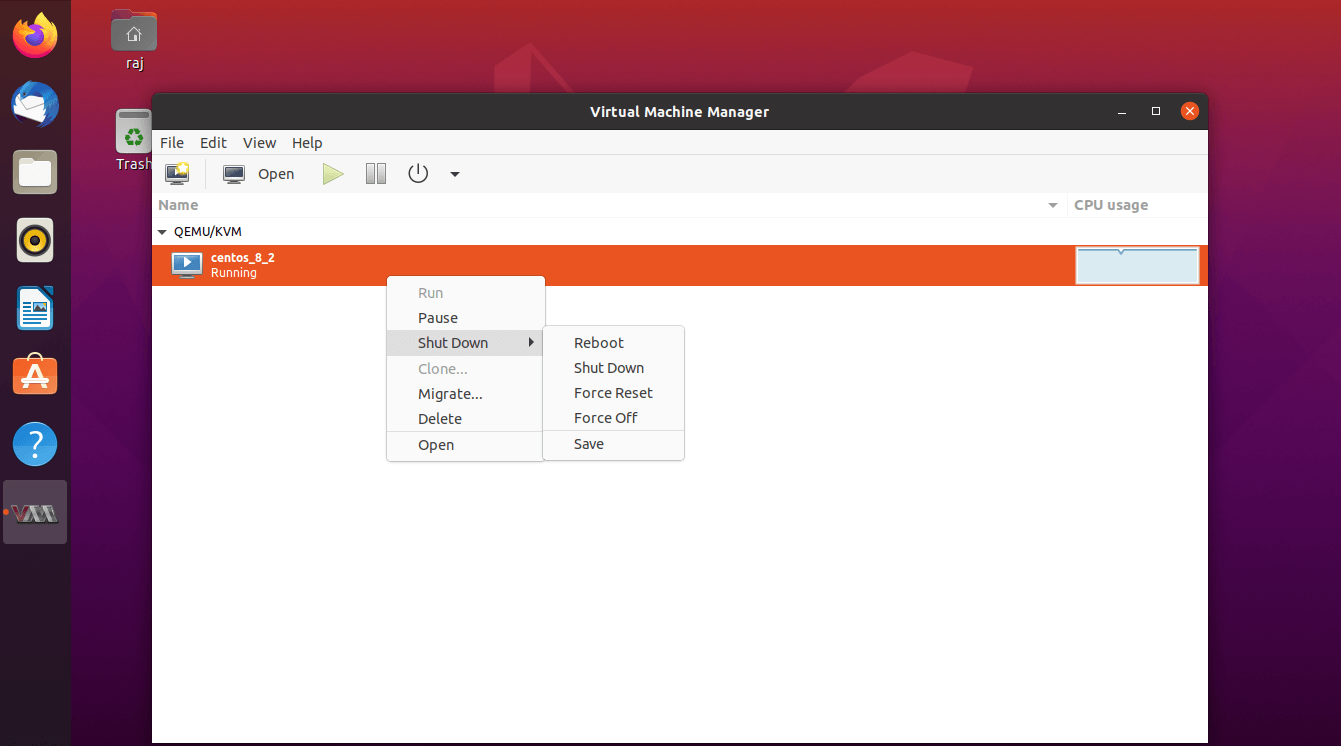 raj
Trash
Virtual Machine Manager
File Edit View Help
Open
Name CPU usage
QEMU/KVM
centos_8_2
Running
Run
Pause
Shut Down
Clone...
Migrate...
Delete
Open
Reboot
Shut Down
Force Reset
Force Off
Save